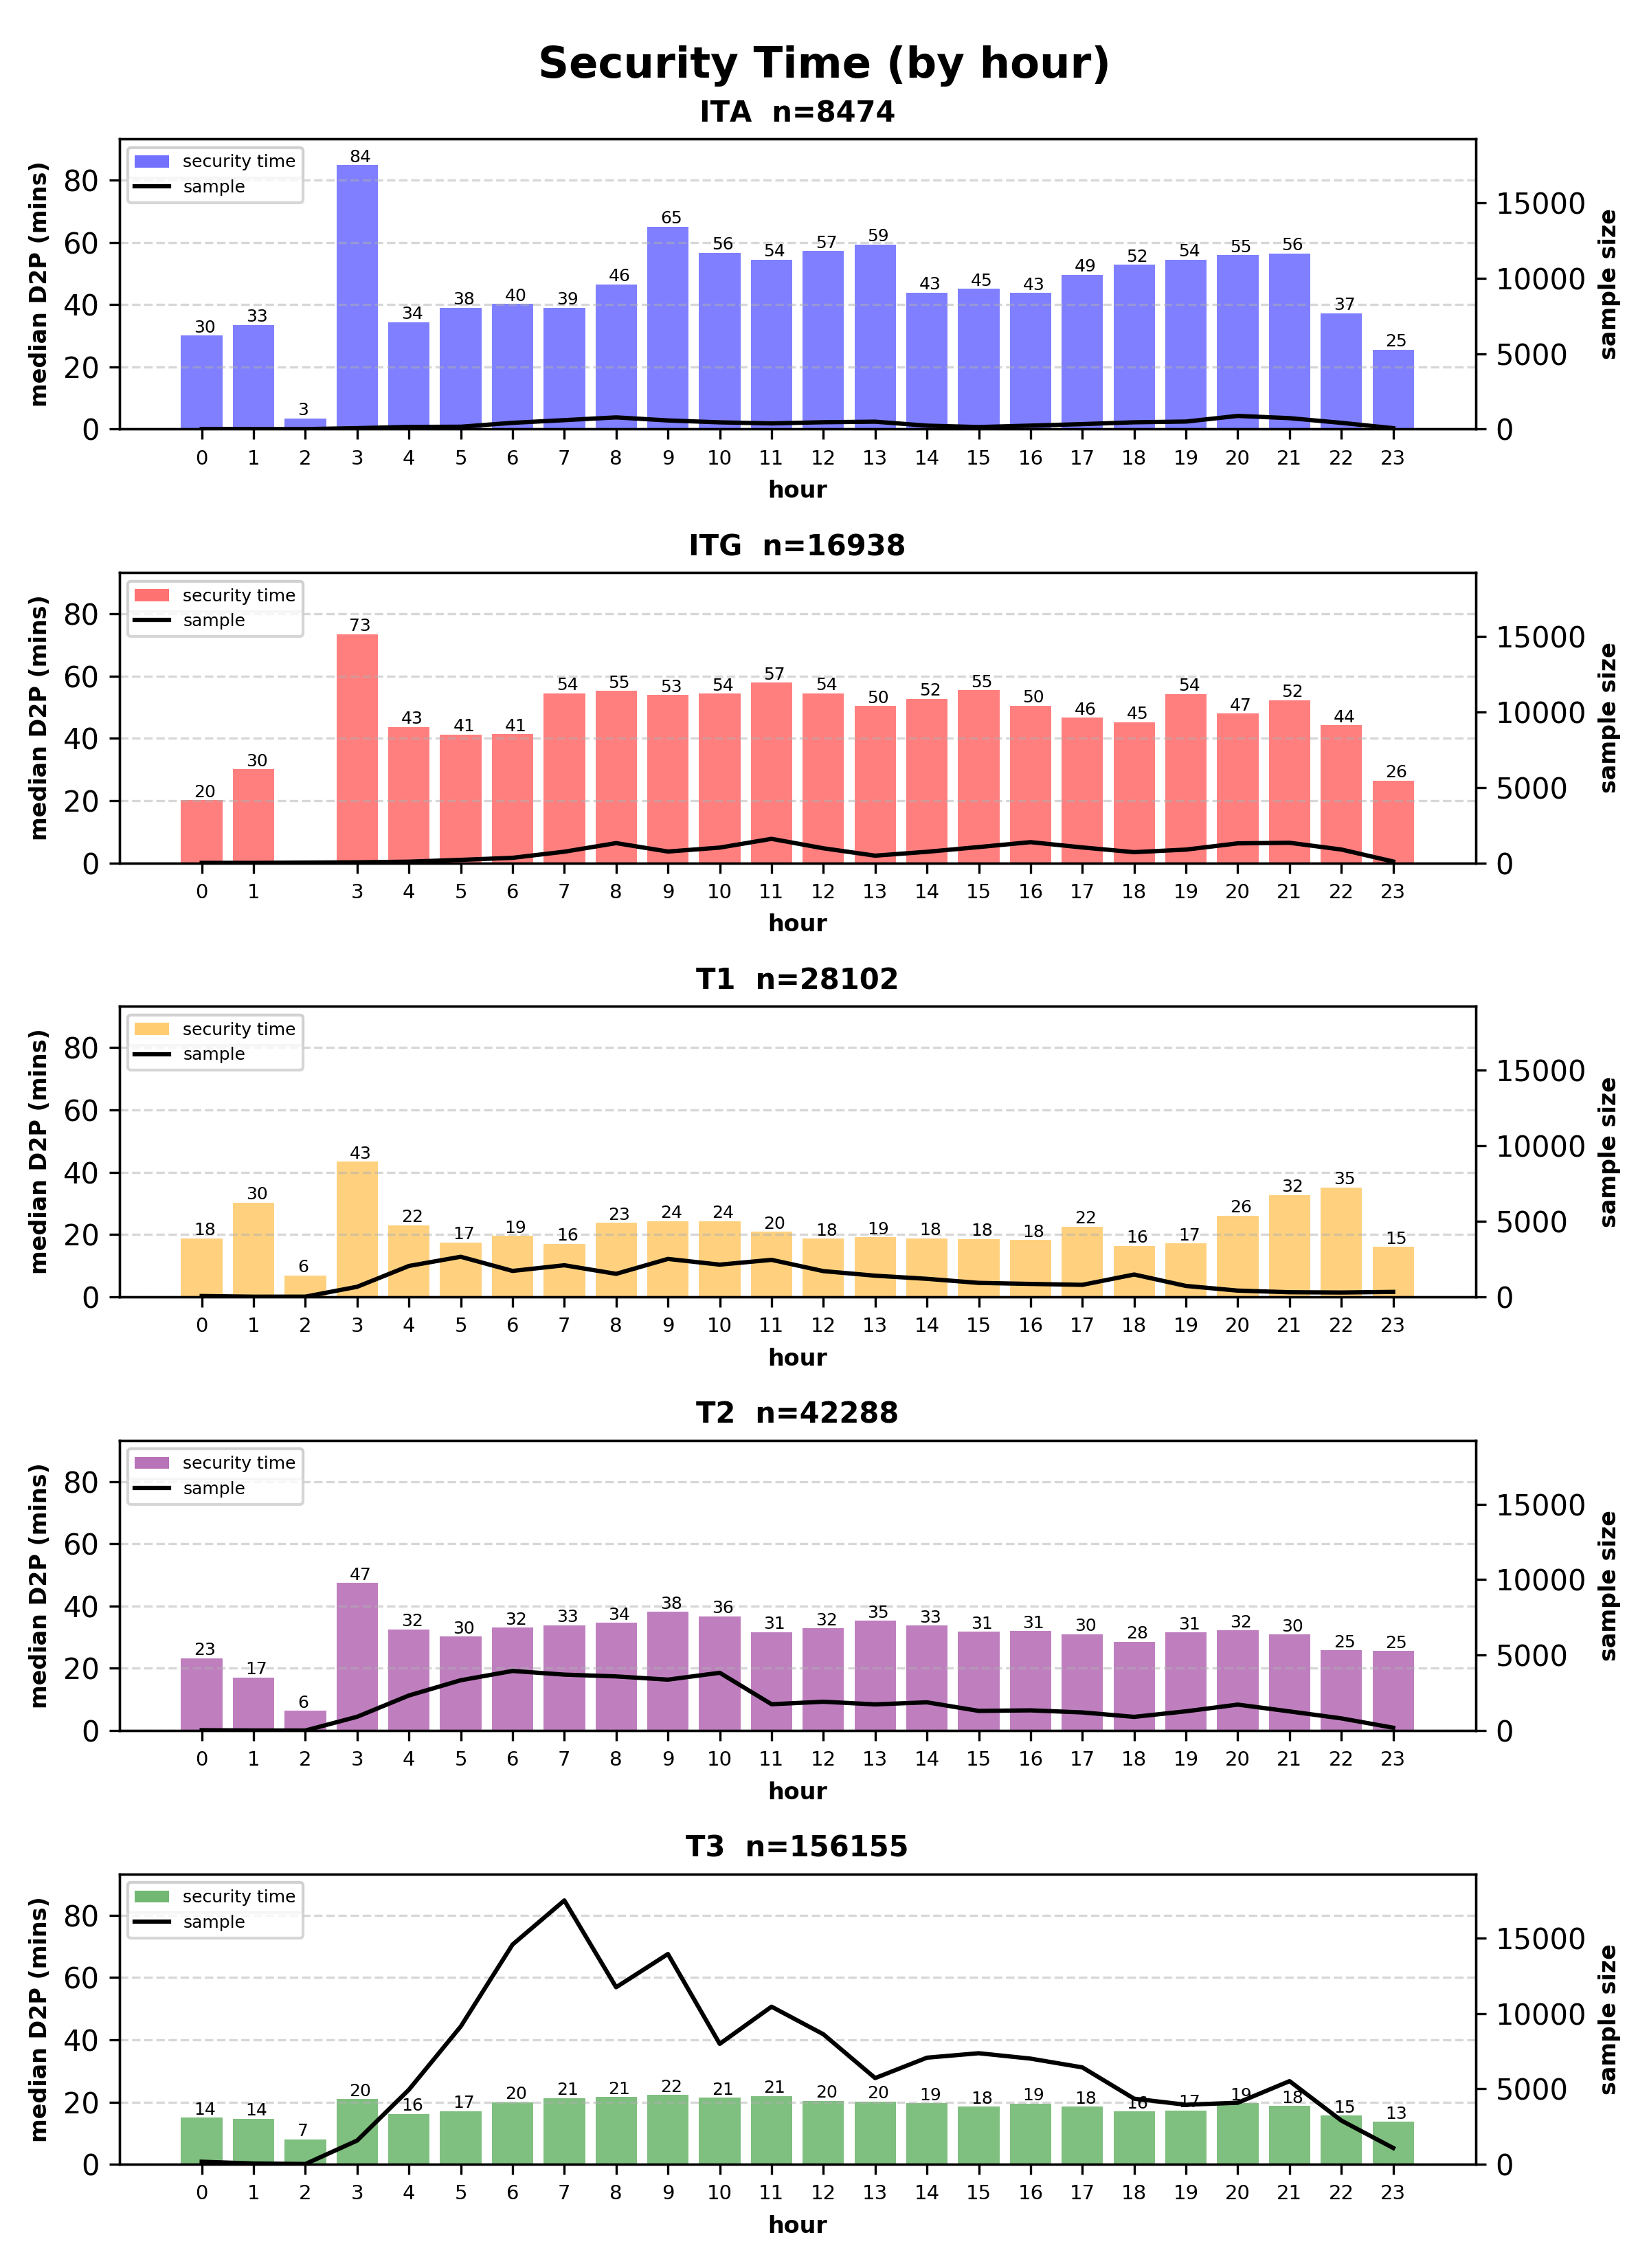 Security Time (by hour)
ITA n=8474
security time
sample
median D2P (mins)
80
60
40
20
0
30 33 3 84 34 38 40 39 46 65 56 54 57 59 43 45 43 49 52 54 55 56 37 25
15000
10000
5000
0
sample size
0 1 2 3 4 5 6 7 8 9 10 11 12 13 14 15 16 17 18 19 20 21 22 23
hour
ITG n=16938
security time
sample
median D2P (mins)
80
60
40
20
0
20 30 73 43 41 41 54 55 53 54 57 54 50 52 55 50 46 45 54 47 52 44 26
15000
10000
5000
0
sample size
0 1 3 4 5 6 7 8 9 10 11 12 13 14 15 16 17 18 19 20 21 22 23
hour
T1 n=28102
security time
sample
median D2P (mins)
80
60
40
20
0
18 30 6 43 22 17 19 16 23 24 24 20 18 19 18 18 18 22 16 17 26 32 35 15
15000
10000
5000
0
sample size
0 1 2 3 4 5 6 7 8 9 10 11 12 13 14 15 16 17 18 19 20 21 22 23
hour
T2 n=42288
security time
sample
median D2P (mins)
80
60
40
20
0
23 17 6 47 32 30 32 33 34 38 36 31 32 35 33 31 31 30 28 31 32 30 25 25
15000
10000
5000
0
sample size
0 1 2 3 4 5 6 7 8 9 10 11 12 13 14 15 16 17 18 19 20 21 22 23
hour
T3 n=156155
security time
sample
median D2P (mins)
80
60
40
20
0
14 14 7 20 16 17 20 21 21 22 21 21 20 20 19 18 19 18 16 17 19 18 15 13
15000
10000
5000
0
sample size
0 1 2 3 4 5 6 7 8 9 10 11 12 13 14 15 16 17 18 19 20 21 22 23
hour